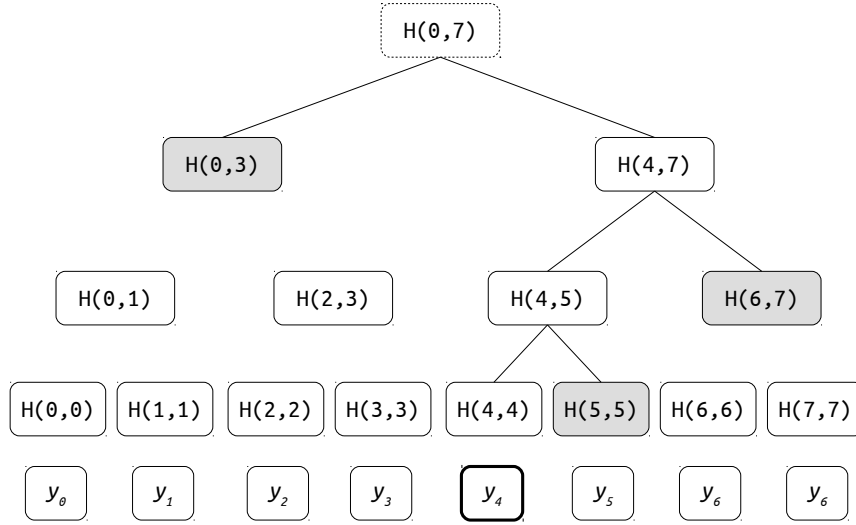 H(0,7)
H(0,3) H(4,7)
H(0,1) H(2,3) H(4,5) H(6,7)
H(0,0) H(1,1) H(2,2) H(3,3) H(4,4) H(5,5) H(6,6) H(7,7)
y₀ y₁ y₂ y₃ y₄ y₅ y₆ y₆